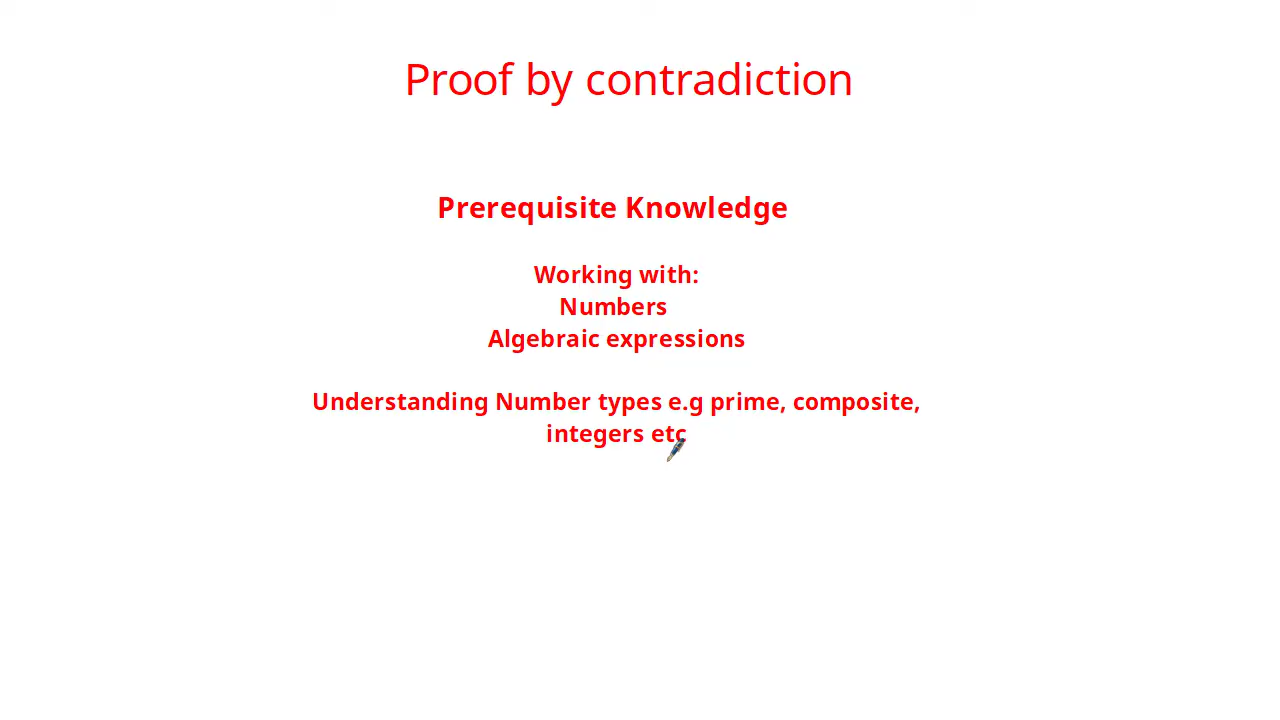 Proof by contradiction
Prerequisite Knowledge
Working with:
Numbers
Algebraic expressions
Understanding Number types e.g prime, composite,
integers etc